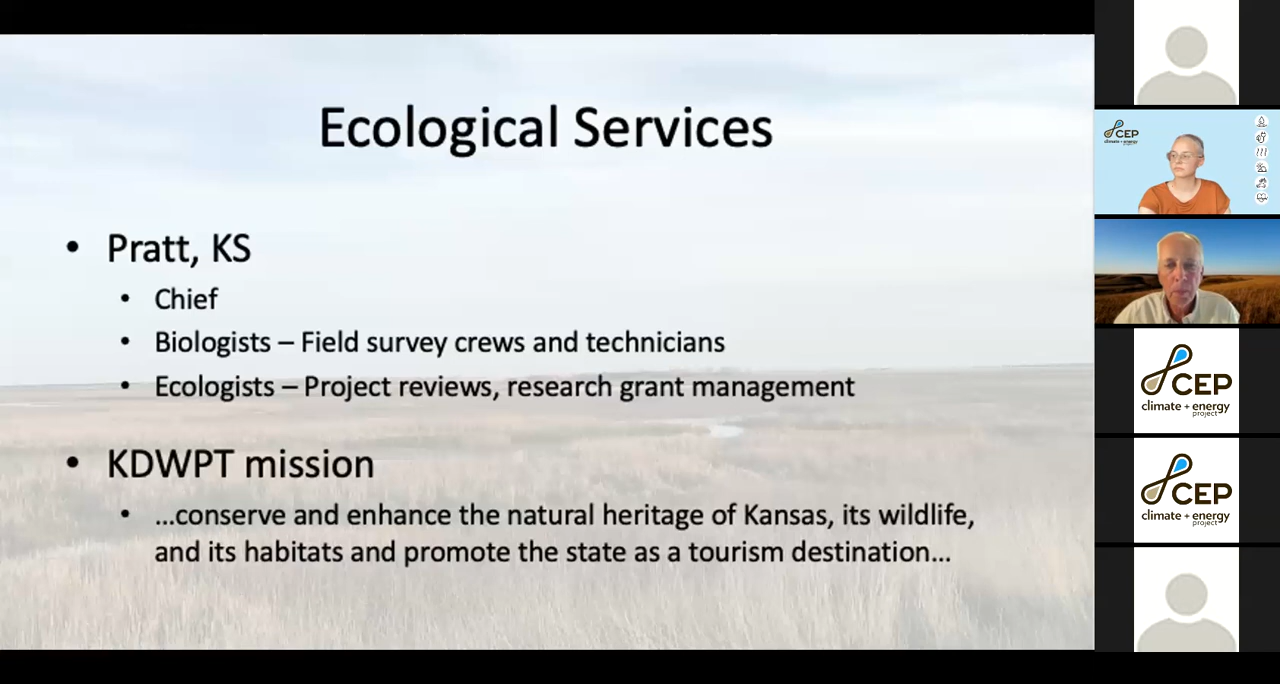 Ecological Services
• Pratt, KS
• Chief
• Biologists – Field survey crews and technicians
• Ecologists – Project reviews, research grant management
• KDWPT mission
• …conserve and enhance the natural heritage of Kansas, its wildlife,
and its habitats and promote the state as a tourism destination…
CEP
climate + energy
project
CEP
climate + energy
project
CEP
climate + energy
project